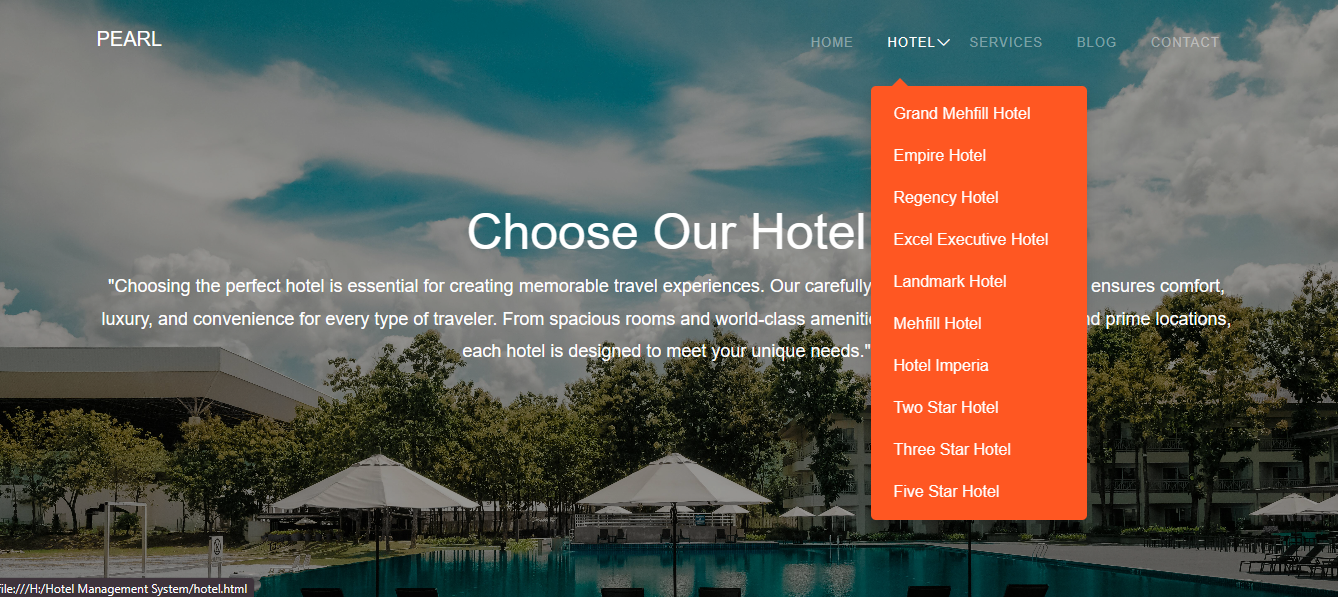 PEARL
HOME HOTEL SERVICES BLOG CONTACT
Grand Mehfill Hotel
Empire Hotel
Regency Hotel
Excel Executive Hotel
Landmark Hotel
Mehfill Hotel
Hotel Imperia
Two Star Hotel
Three Star Hotel
Five Star Hotel
Choose Our Hotel
"Choosing the perfect hotel is essential for creating memorable travel experiences. Our carefully ensures comfort,
luxury, and convenience for every type of traveler. From spacious rooms and world-class prime locations,
each hotel is designed to meet your unique needs."
file:///H:/Hotel Management System/hotel.html